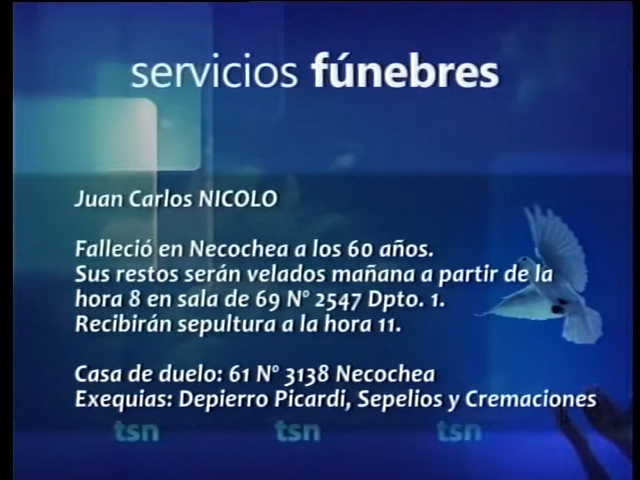 servicios fúnebres
Juan Carlos NICOLO
Falleció en Necochea a los 60 años.
Sus restos serán velados mañana a partir de la
hora 8 en sala de 69 Nº 2547 Dpto. 1.
Recibirán sepultura a la hora 11.
Casa de duelo: 61 Nº 3138 Necochea
Exequias: Depierro Picardi, Sepelios y Cremaciones
tsn tsn tsn